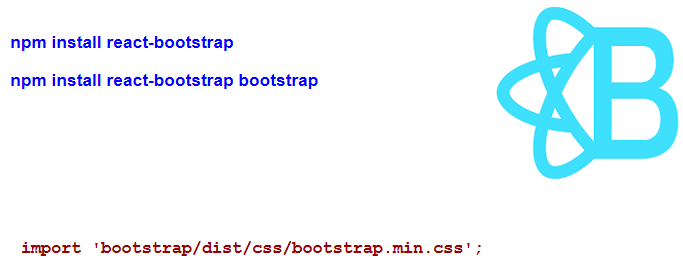 npm install react-bootstrap
npm install react-bootstrap bootstrap
B
import 'bootstrap/dist/css/bootstrap.min.css';